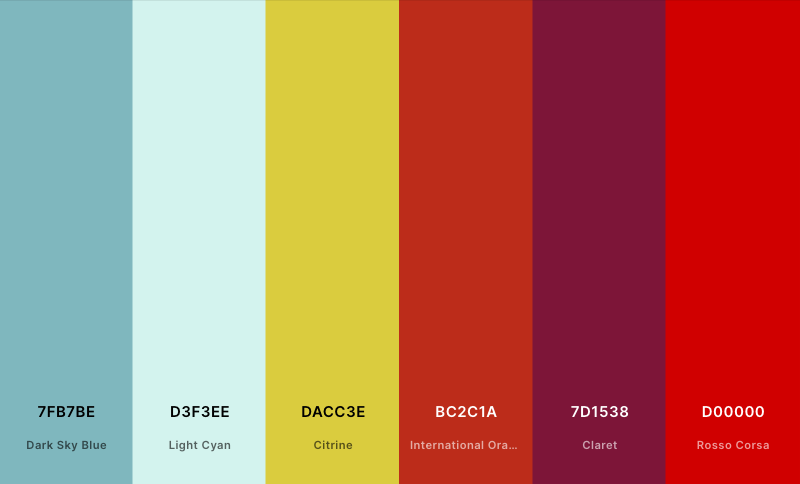 7FB7BE D3F3EE DACC3E BC2C1A 7D1538 D00000
Dark Sky Blue Light Cyan Citrine International Ora... Claret Rosso Corsa